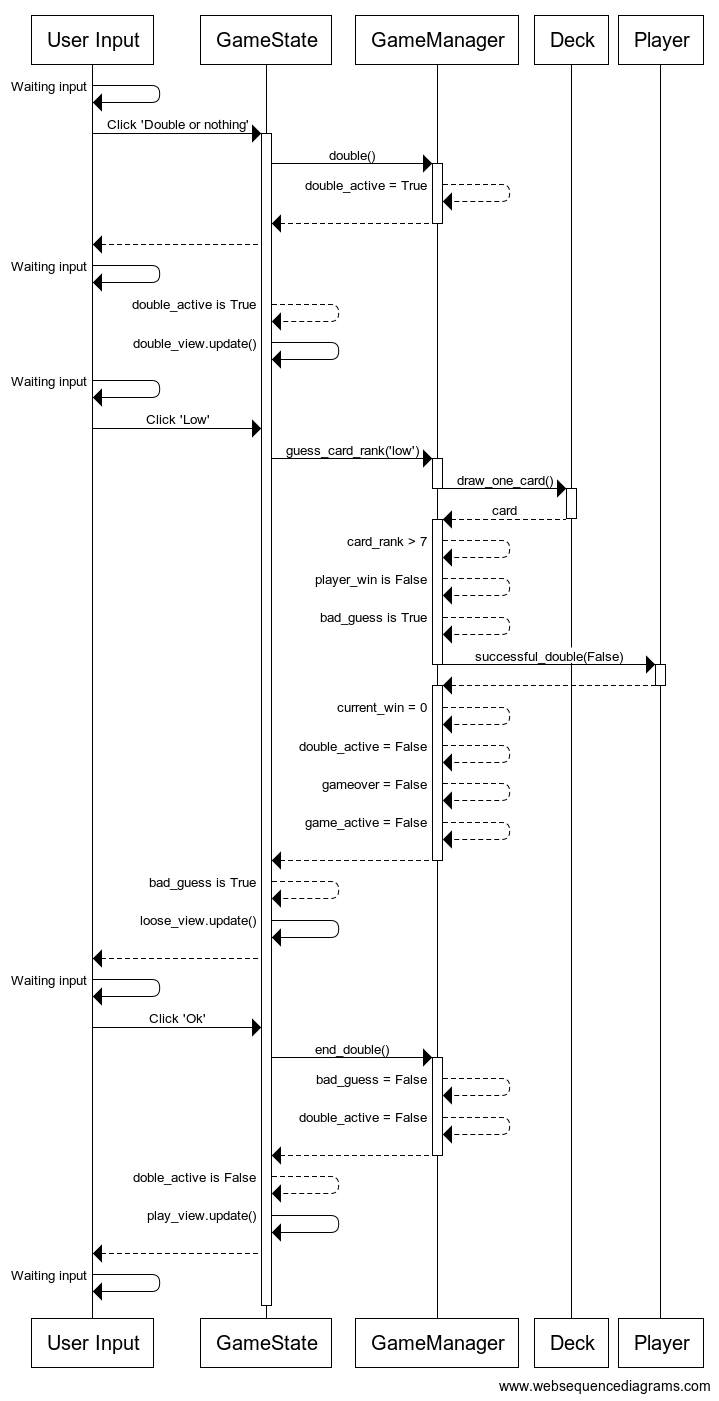 User Input
GameState
GameManager
Deck
Player
Waiting input
Click 'Double or nothing'
double()
double_active = True
Waiting input
double_active is True
double_view.update()
Waiting input
Click 'Low'
guess_card_rank('low')
draw_one_card()
card
card_rank > 7
player_win is False
bad_guess is True
successful_double(False)
current_win = 0
double_active = False
gameover = False
game_active = False
bad_guess is True
loose_view.update()
Waiting input
Click 'Ok'
end_double()
bad_guess = False
double_active = False
doble_active is False
play_view.update()
Waiting input
User Input
GameState
GameManager
Deck
Player
www.websequencediagrams.com